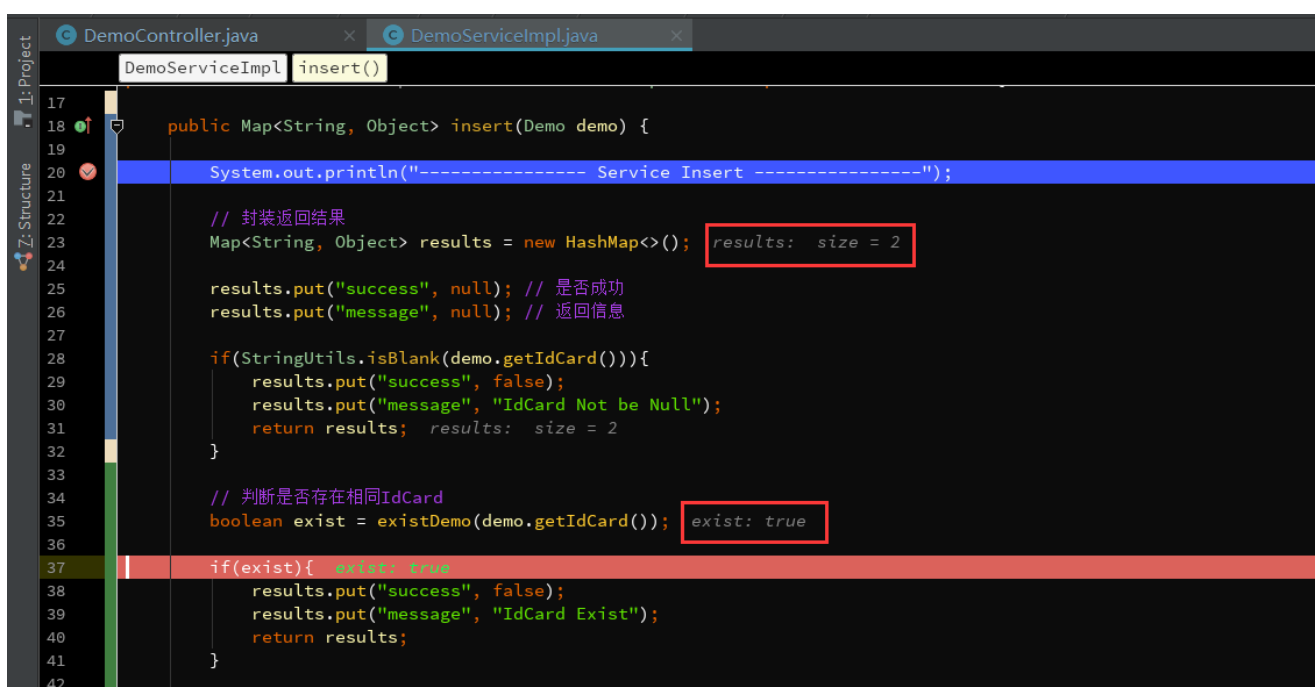 DemoController.java × DemoServiceImpl.java ×
1: Project
7: Structure
DemoServiceImpl insert()
17
18 public Map<String, Object> insert(Demo demo) {
19
20 System.out.println("---------------- Service Insert ----------------");
21
22 // 封装返回结果
23 Map<String, Object> results = new HashMap<>(); results: size = 2
24
25 results.put("success", null); // 是否成功
26 results.put("message", null); // 返回信息
27
28 if(StringUtils.isBlank(demo.getIdCard())){
29 results.put("success", false);
30 results.put("message", "IdCard Not be Null");
31 return results; results: size = 2
32 }
33
34 // 判断是否存在相同IdCard
35 boolean exist = existDemo(demo.getIdCard()); exist: true
36
37 if(exist){ exist: true
38 results.put("success", false);
39 results.put("message", "IdCard Exist");
40 return results;
41 }
42